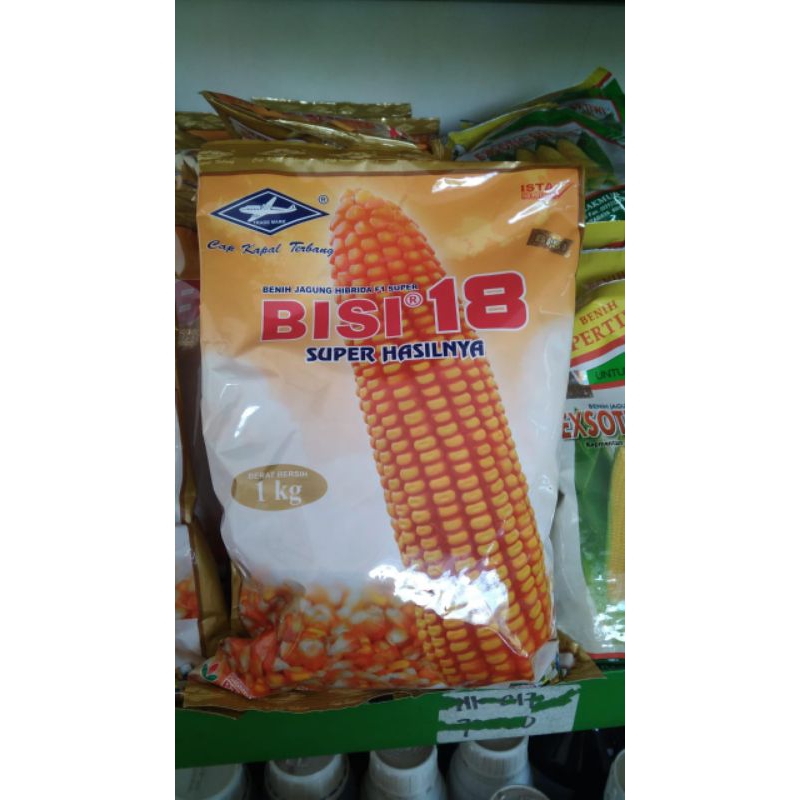 ISTA
®
TRADE MARK
Cap Kapal Terbang
BENIH JAGUNG HIBRIDA F1 SUPER
BISI® 18
SUPER HASILNYA
BERAT BERSIH
1 kg
BENIH
PERTI
UNTU
BENIH JAGU
EXSOT